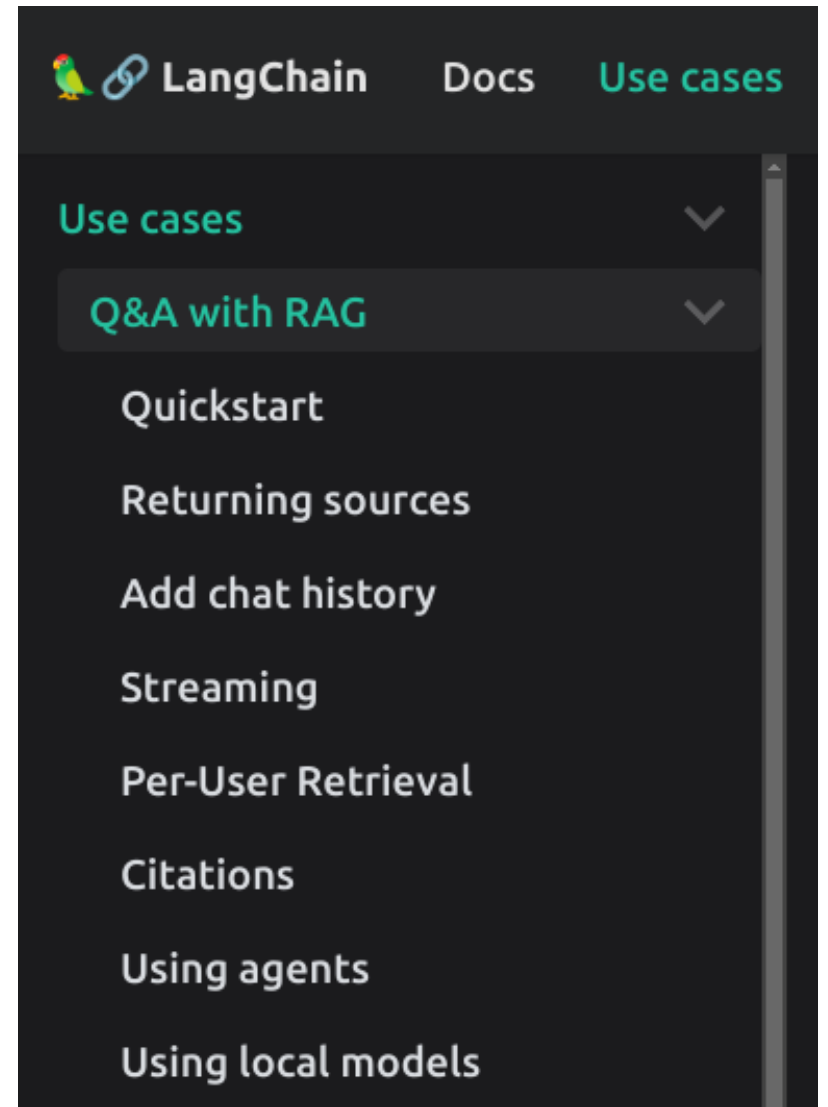 🦜🔗 LangChain Docs Use cases
Use cases
Q&A with RAG
Quickstart
Returning sources
Add chat history
Streaming
Per-User Retrieval
Citations
Using agents
Using local models